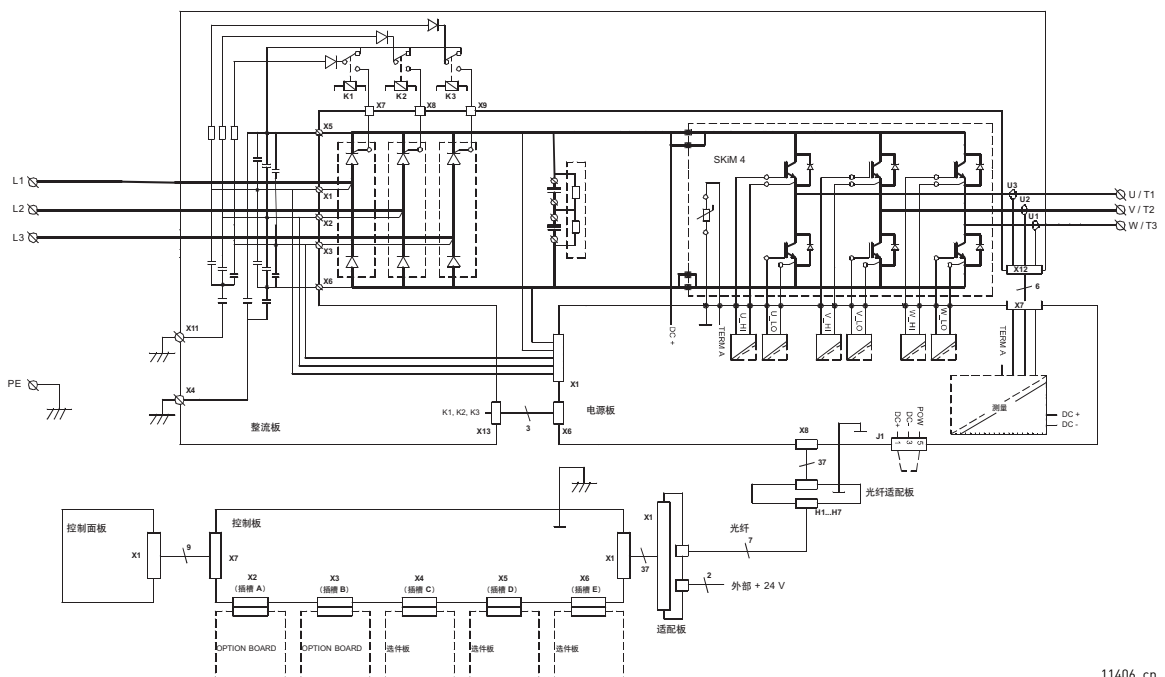 K1
K2
K3
X7
X8
X9
X5
SKiM 4
L1
X1
U3
U / T1
L2
X2
U2
V / T2
L3
X3
U1
W / T3
X6
X12
6
X7
X11
DC +
TERM A
U_HI
U_LO
V_HI
V_LO
W_HI
W_LO
TERM A
X1
PE
X4
测量
DC +
DC -
整流板
K1, K2, K3
X13
3
X6
电源板
X8
J1
DC+
DC-
POW
1
3
5
37
光纤适配板
H1...H7
控制面板
X1
9
X7
控制板
X1
37
X1
光纤
7
2
外部 + 24 V
适配板
X2
(插槽 A)
X3
(插槽 B)
X4
(插槽 C)
X5
(插槽 D)
X6
(插槽 E)
OPTION BOARD
OPTION BOARD
选件板
选件板
选件板
11406_cn